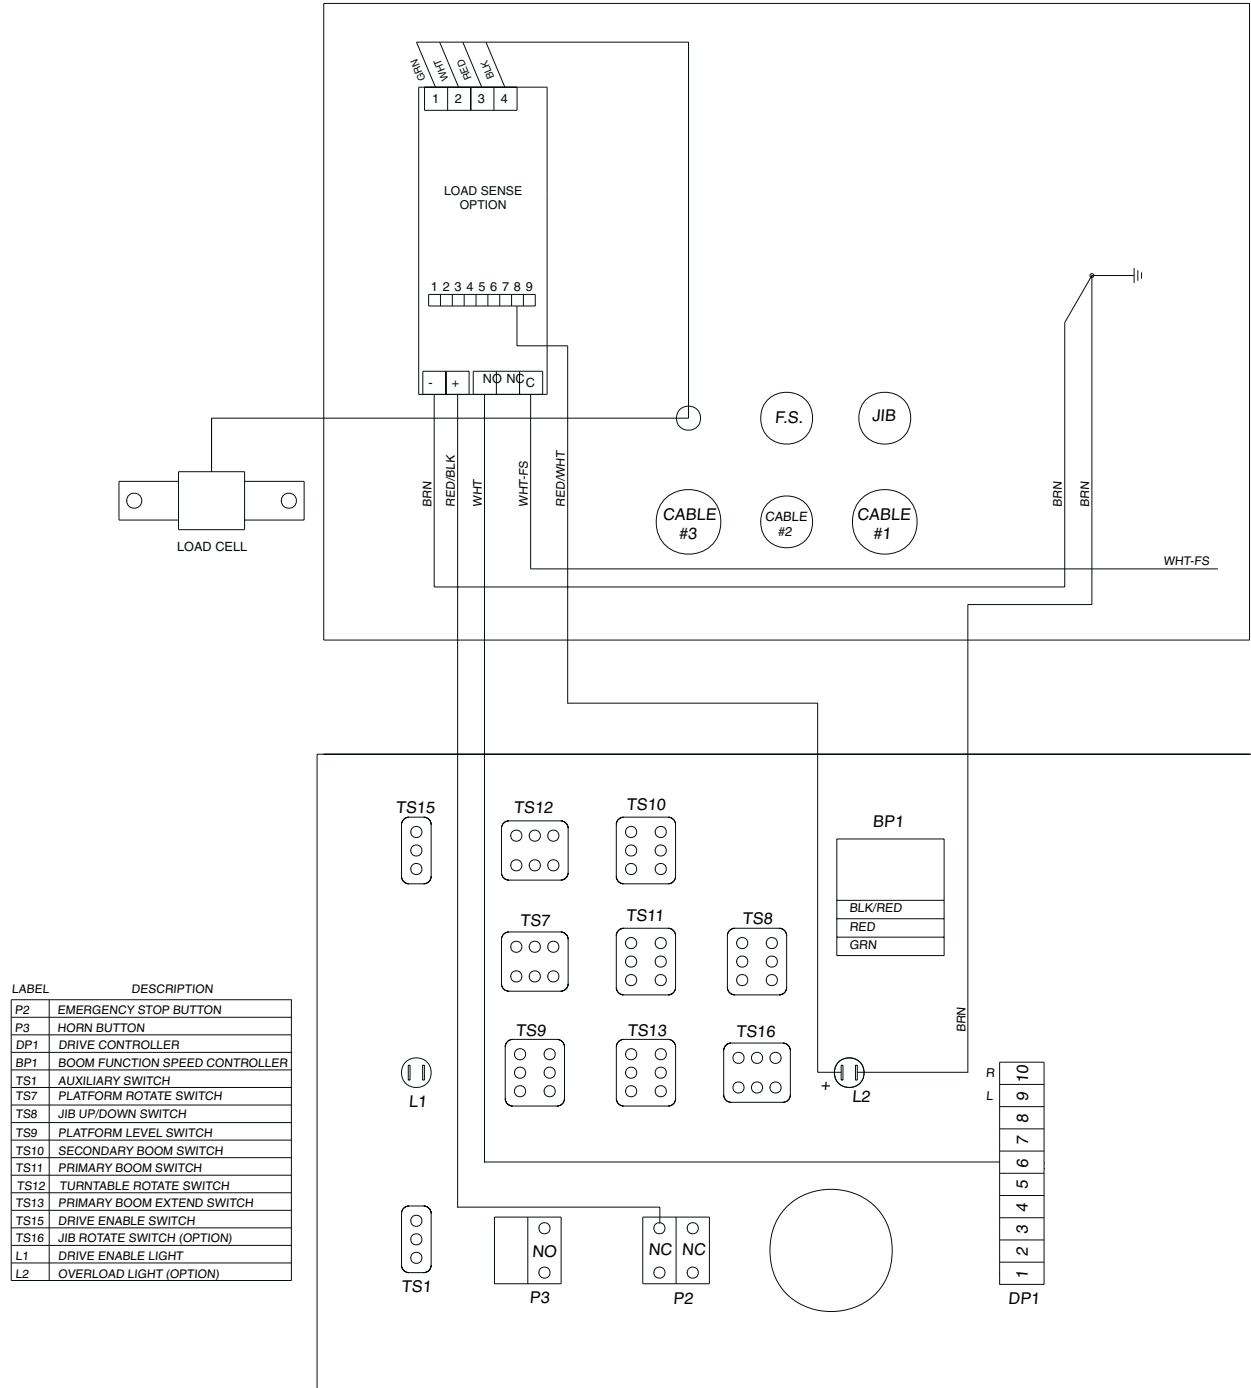 GRN WHT RED BLK
1 2 3 4
LOAD SENSE
OPTION
1 2 3 4 5 6 7 8 9
- + NO NC C
BRN
RED/BLK
WHT
WHT-FS
RED/WHT
LOAD CELL
F.S.
JIB
CABLE
#3
CABLE
#2
CABLE
#1
BRN
BRN
WHT-FS
TS15
TS12
TS10
BP1
BLK/RED
RED
GRN
TS7
TS11
TS8
TS9
TS13
TS16
BRN
L1
+
L2
R
L
10
9
8
7
6
5
4
3
2
1
DP1
TS1
NO
P3
NC NC
P2
LABEL DESCRIPTION
P2 EMERGENCY STOP BUTTON
P3 HORN BUTTON
DP1 DRIVE CONTROLLER
BP1 BOOM FUNCTION SPEED CONTROLLER
TS1 AUXILIARY SWITCH
TS7 PLATFORM ROTATE SWITCH
TS8 JIB UP/DOWN SWITCH
TS9 PLATFORM LEVEL SWITCH
TS10 SECONDARY BOOM SWITCH
TS11 PRIMARY BOOM SWITCH
TS12 TURNTABLE ROTATE SWITCH
TS13 PRIMARY BOOM EXTEND SWITCH
TS15 DRIVE ENABLE SWITCH
TS16 JIB ROTATE SWITCH (OPTION)
L1 DRIVE ENABLE LIGHT
L2 OVERLOAD LIGHT (OPTION)